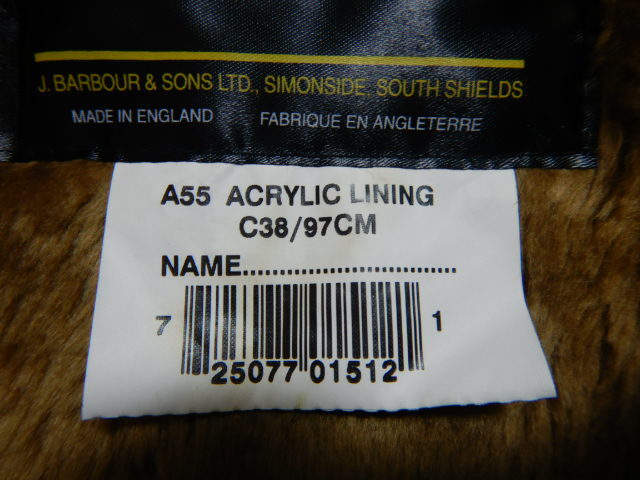 J. BARBOUR & SONS LTD., SIMONSIDE, SOUTH SHIELDS
MADE IN ENGLAND FABRIQUE EN ANGLETERRE
A55 ACRYLIC LINING
C38/97CM
NAME..............................
7 25077 01512 1